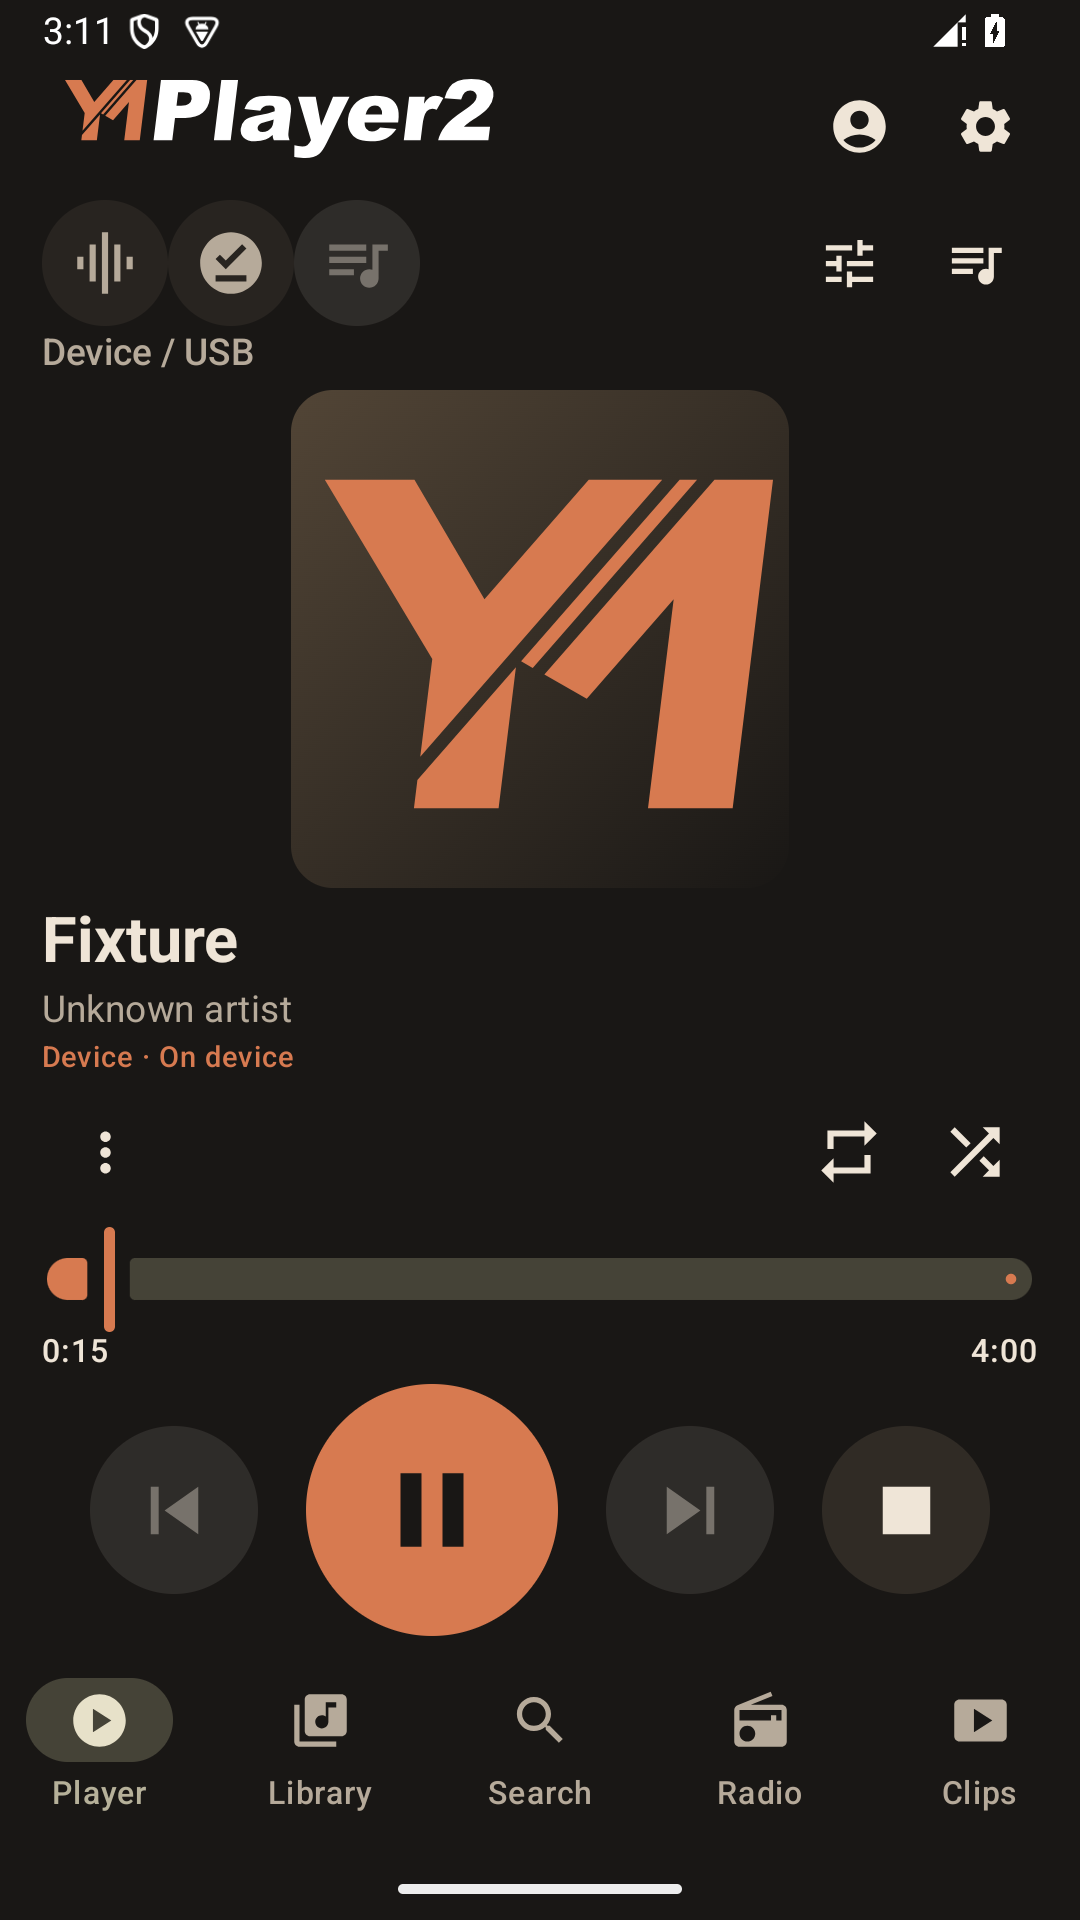 3:11
YAPlayer2
Device / USB
Fixture
Unknown artist
Device · On device
0:15
4:00
Player
Library
Search
Radio
Clips